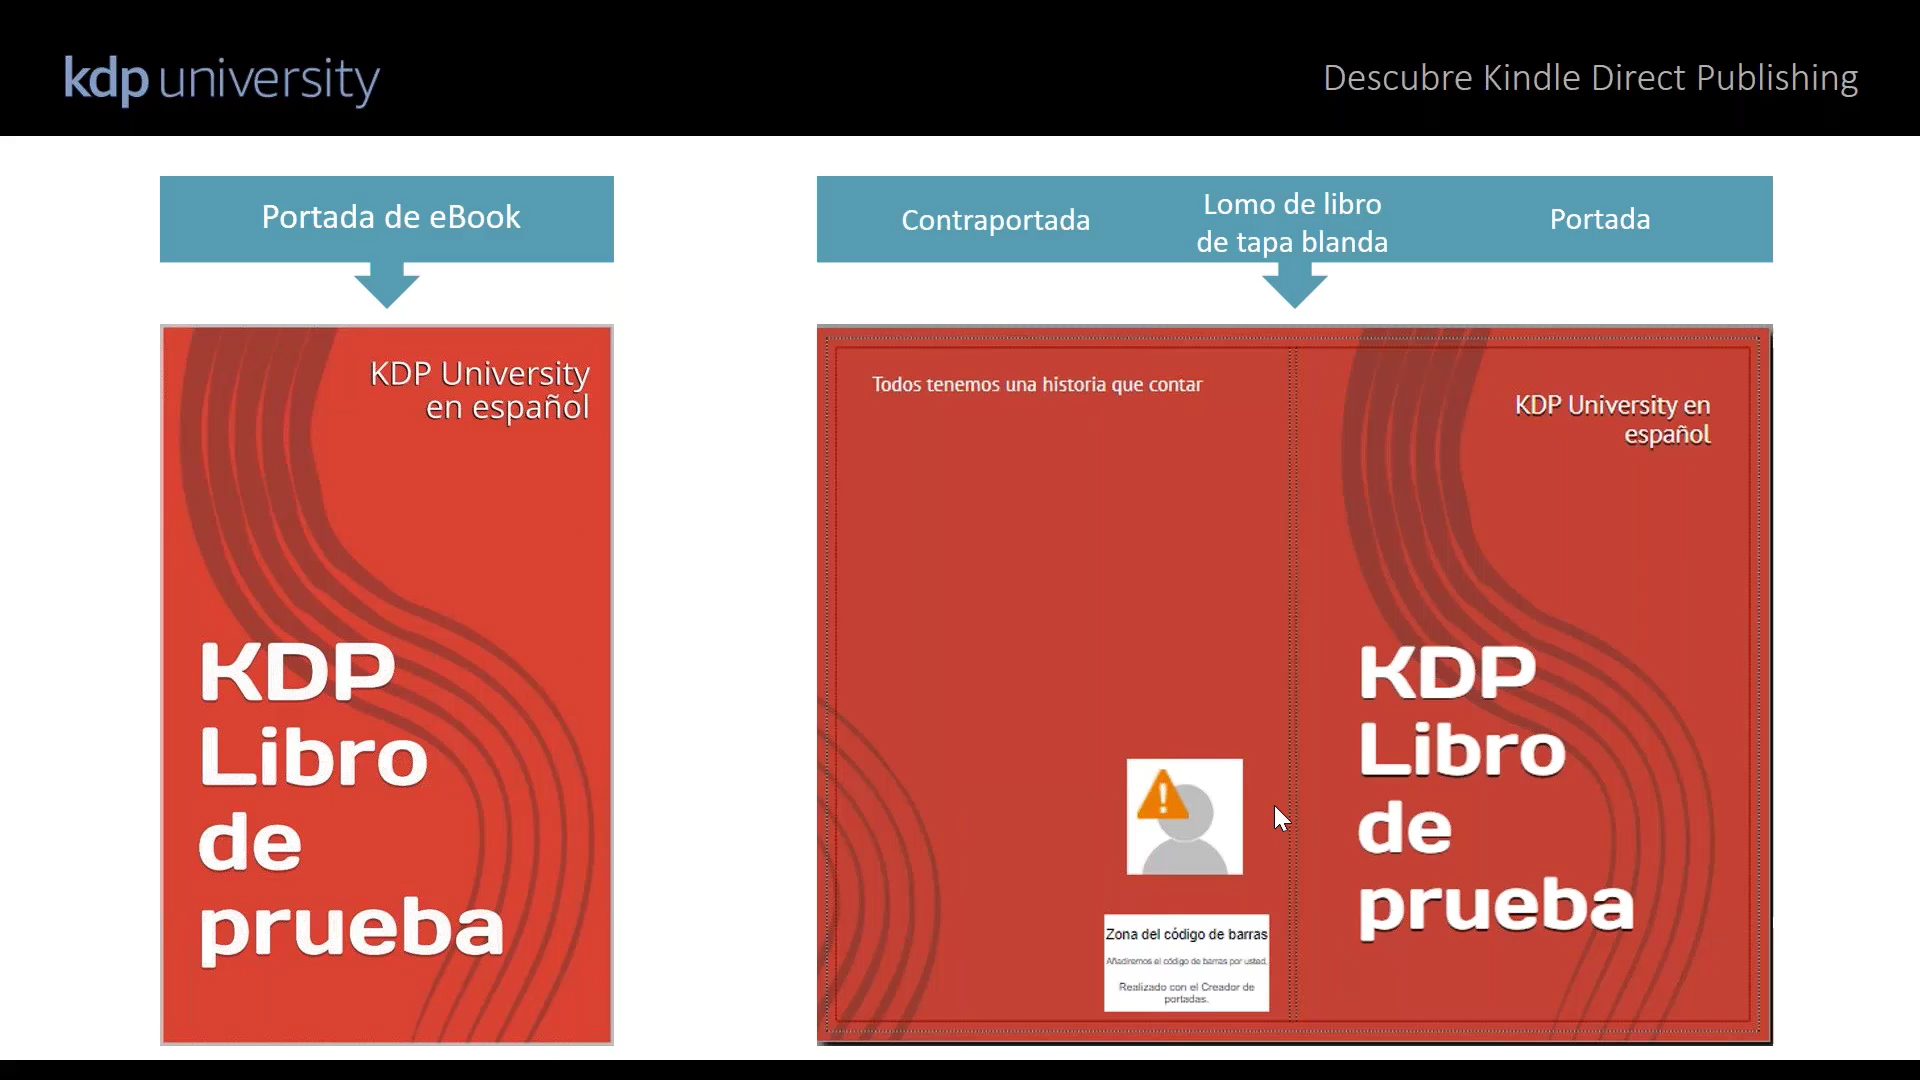 kdp university
Descubre Kindle Direct Publishing
Portada de eBook
Contraportada
Lomo de libro
de tapa blanda
Portada
KDP University
en español
KDP
Libro
de
prueba
Todos tenemos una historia que contar
Zona del código de barras
Añadiremos el código de barras por usted.
Realizado con el Creador de
portadas.
KDP University en
español
KDP
Libro
de
prueba